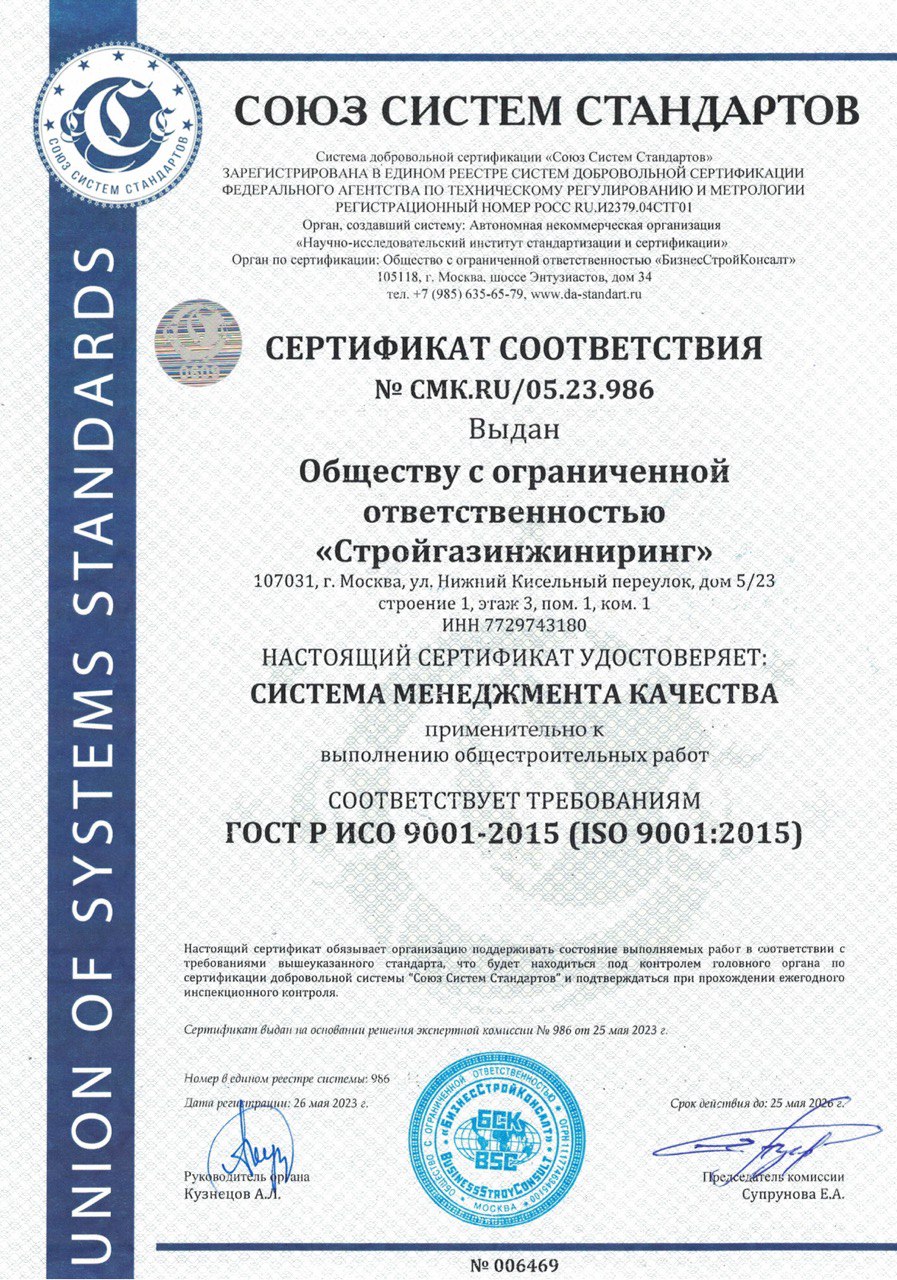 СОЮЗ СИСТЕМ СТАНДАРТОВ
Система добровольной сертификации «Союз Систем Стандартов»
ЗАРЕГИСТРИРОВАНА В ЕДИНОМ РЕЕСТРЕ СИСТЕМ ДОБРОВОЛЬНОЙ СЕРТИФИКАЦИИ
ФЕДЕРАЛЬНОГО АГЕНТСТВА ПО ТЕХНИЧЕСКОМУ РЕГУЛИРОВАНИЮ И МЕТРОЛОГИИ
РЕГИСТРАЦИОННЫЙ НОМЕР РОСС RU.И2379.04СТГ01
Орган, создавший систему: Автономная некоммерческая организация
«Научно-исследовательский институт стандартизации и сертификации»
Орган по сертификации: Общество с ограниченной ответственностью «БизнесСтройКонсалт»
105118, г. Москва. шоссе Энтузиастов, дом 34
тел. +7 (985) 635-65-79, www.da-standart.ru
СОЮЗ СИСТЕМ СТАНДАРТОВ
UNION OF SYSTEMS STANDARDS
0609
СЕРТИФИКАТ СООТВЕТСТВИЯ
№ СМК.RU/05.23.986
Выдан
Обществу с ограниченной
ответственностью
«Стройгазинжиниринг»
107031, г. Москва, ул. Нижний Кисельный переулок, дом 5/23
строение 1, этаж 3, пом. 1, ком. 1
ИНН 7729743180
НАСТОЯЩИЙ СЕРТИФИКАТ УДОСТОВЕРЯЕТ:
СИСТЕМА МЕНЕДЖМЕНТА КАЧЕСТВА
применительно к
выполнению общестроительных работ
СООТВЕТСТВУЕТ ТРЕБОВАНИЯМ
ГОСТ Р ИСО 9001-2015 (ISO 9001:2015)
Настоящий сертификат обязывает организацию поддерживать состояние выполняемых работ в соответствии с
требованиями вышеуказанного стандарта, что будет находиться под контролем головного органа по
сертификации добровольной системы "Союз Систем Стандартов" и подтверждаться при прохождении ежегодного
инспекционного контроля.
Сертификат выдан на основании решения экспертной комиссии № 986 от 25 мая 2023 г.
Номер в едином реестре системы: 986
Дата регистрации: 26 мая 2023 г.
Срок действия до: 25 мая 2026 г.
ОБЩЕСТВО С ОГРАНИЧЕННОЙ ОТВЕТСТВЕННОСТЬЮ
«БИЗНЕССТРОЙКОНСАЛТ»
БСК
BSC
BUSINESSSTROYCONSULT
МОСКВА
Руководитель органа
Кузнецов А.Л.
Председатель комиссии
Супрунова Е.А.
№ 006469